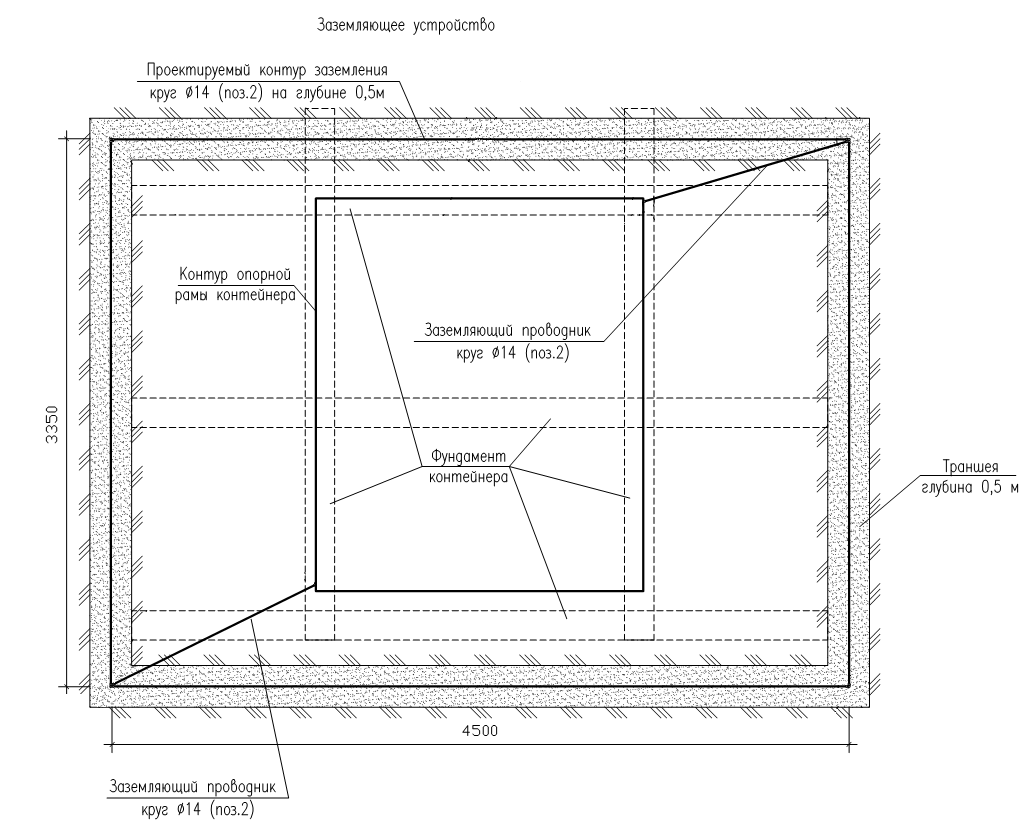 Заземляющее устройство
Проектируемый контур заземления
круг Ø14 (поз.2) на глубине 0,5м
Контур опорной
рамы контейнера
Заземляющий проводник
круг Ø14 (поз.2)
3350
Фундамент
контейнера
Траншея
глубина 0,5 м
4500
Заземляющий проводник
круг Ø14 (поз.2)